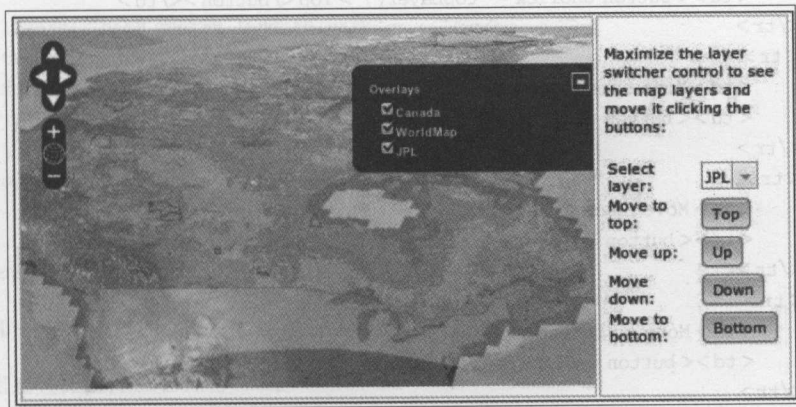 Overlays
Canada
WorldMap
JPL
Maximize the layer
switcher control to see
the map layers and
move it clicking the
buttons:
Select
layer:
JPL
Move to
top:
Top
Move up:
Up
Move
down:
Down
Move to
bottom:
Bottom